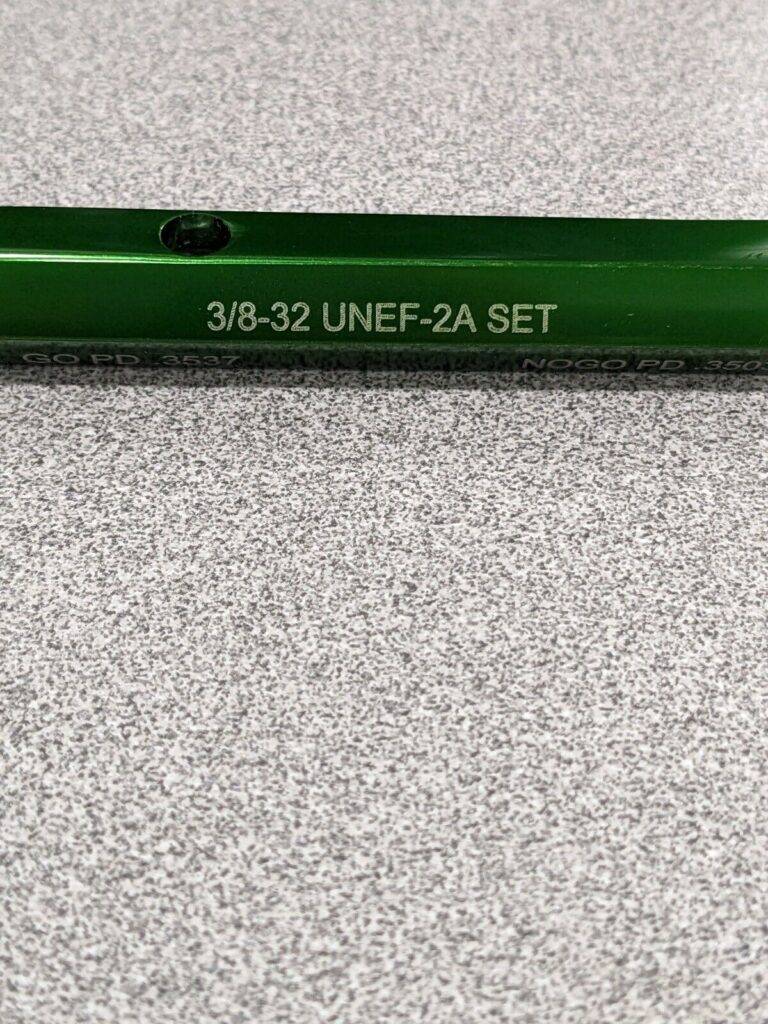 3/8-32 UNEF-2A SET
GO PD .3537 NOGO PD